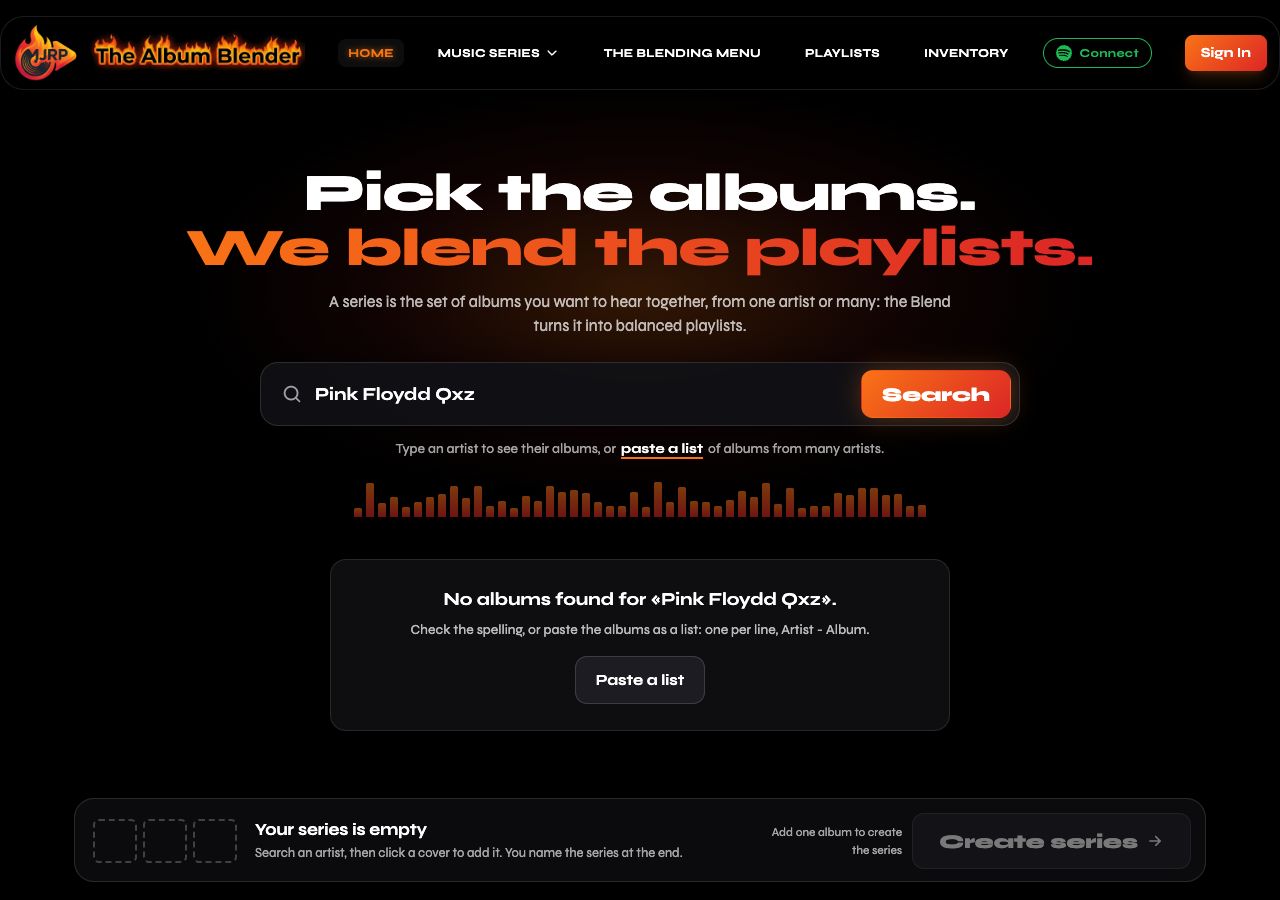 JRP
The Album Blender
HOME
MUSIC SERIES
THE BLENDING MENU
PLAYLISTS
INVENTORY
Connect
Sign In
Pick the albums.
We blend the playlists.
A series is the set of albums you want to hear together, from one artist or many: the Blend
turns it into balanced playlists.
Pink Floydd Qxz
Search
Type an artist to see their albums, or paste a list of albums from many artists.
No albums found for «Pink Floydd Qxz».
Check the spelling, or paste the albums as a list: one per line, Artist - Album.
Paste a list
Your series is empty
Search an artist, then click a cover to add it. You name the series at the end.
Add one album to create
the series
Create series